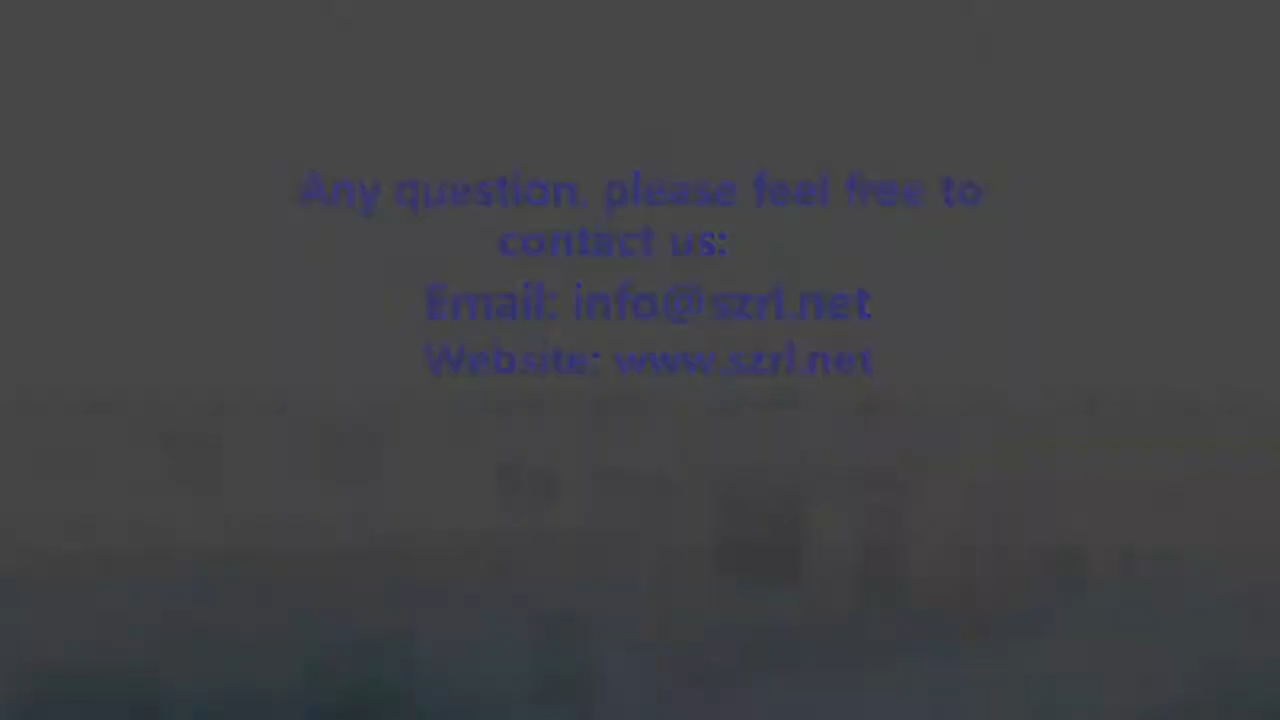 Any question, please feel free to
contact us:
Email: info@szrl.net
Website: www.szrl.net